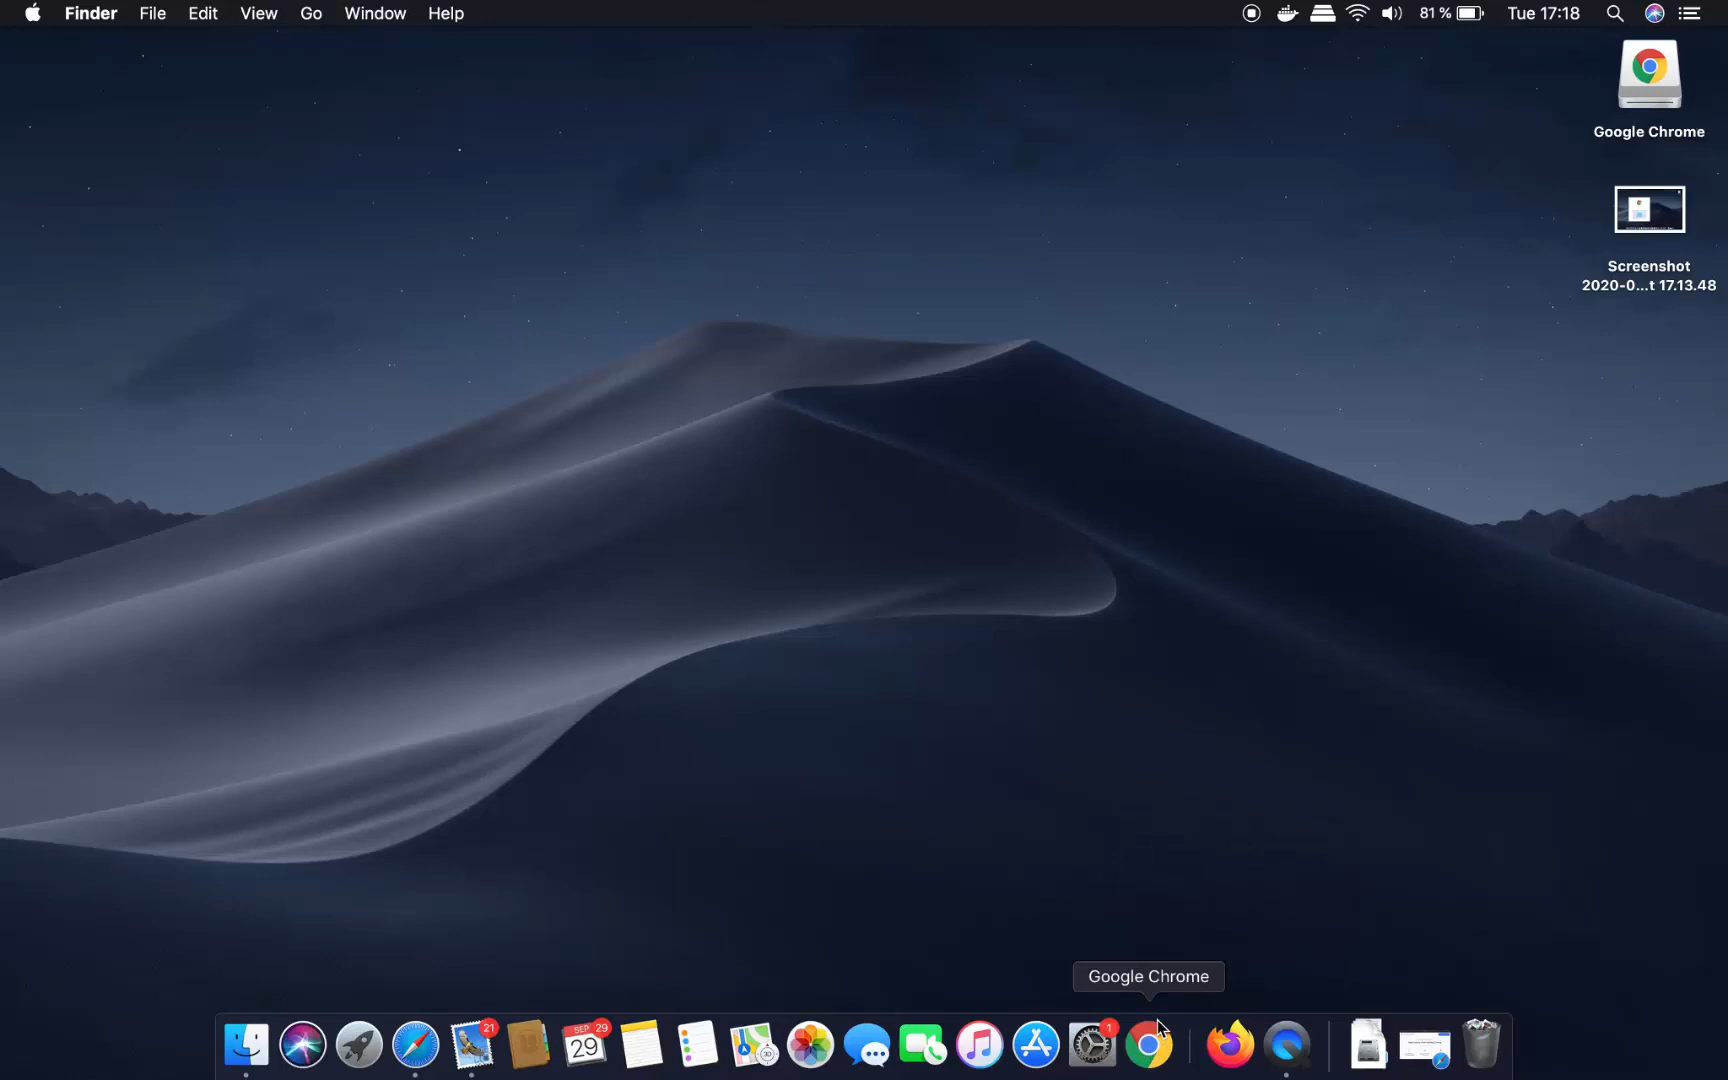 Finder File Edit View Go Window Help 81 % Tue 17:18
Google Chrome
Screenshot
2020-0...t 17.13.48
Google Chrome
21
SEP 29
29
1